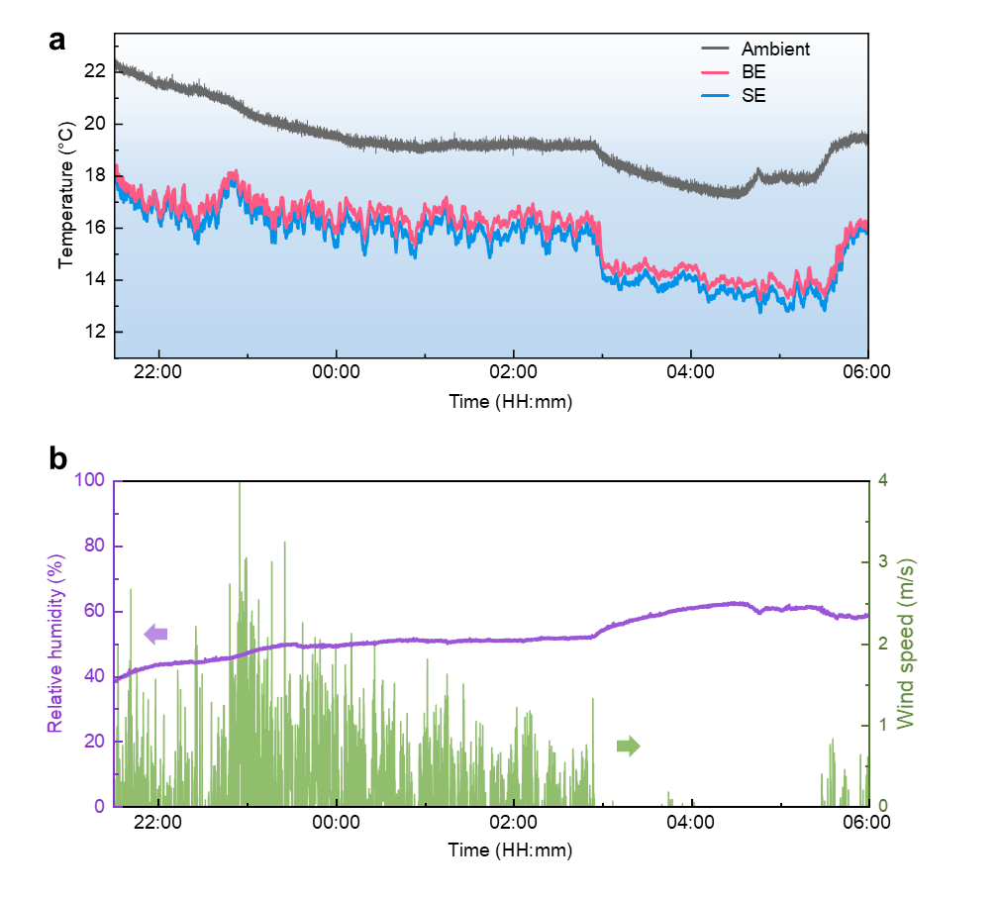 a
Ambient
BE
SE
22
20
18
16
14
12
Temperature (°C)
22:00 00:00 02:00 04:00 06:00
Time (HH:mm)
b
100
80
60
40
20
0
Relative humidity (%)
4
3
2
1
0
Wind speed (m/s)
22:00 00:00 02:00 04:00 06:00
Time (HH:mm)